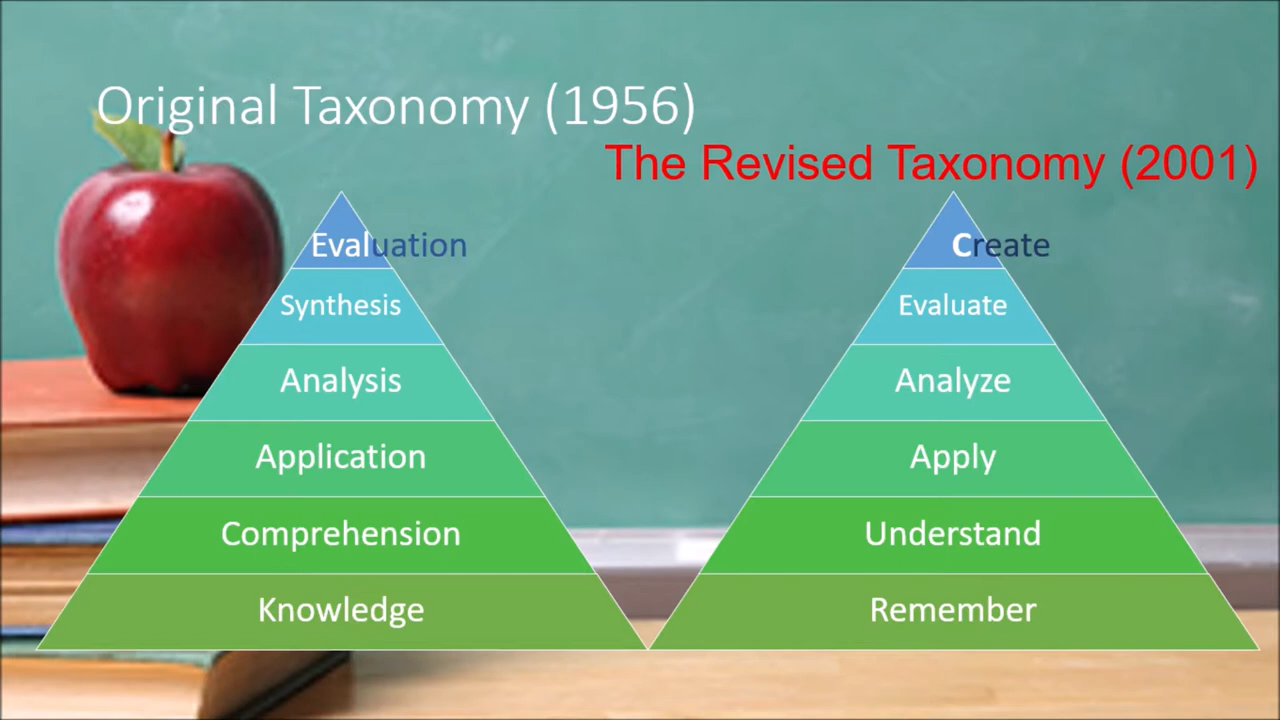 Original Taxonomy (1956)
The Revised Taxonomy (2001)
Evaluation
Synthesis
Analysis
Application
Comprehension
Knowledge
Create
Evaluate
Analyze
Apply
Understand
Remember